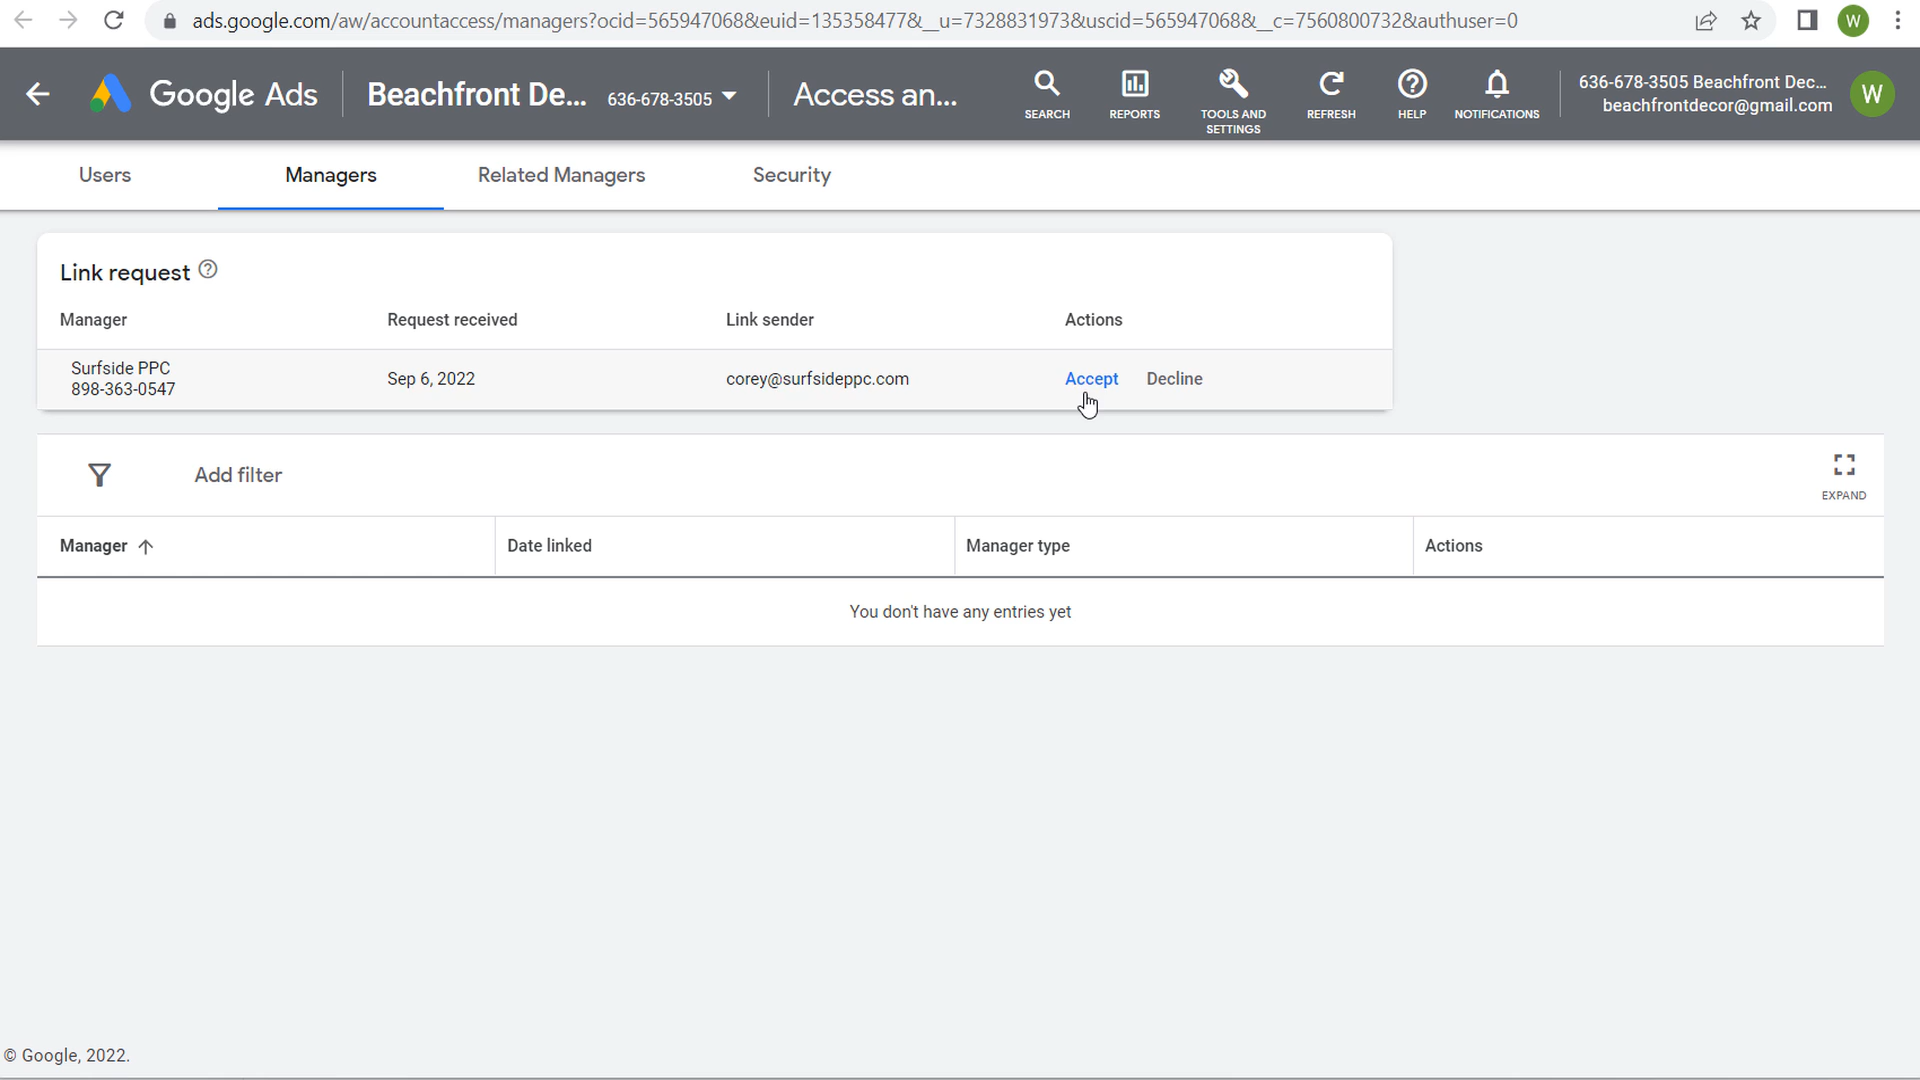 ads.google.com/aw/accountaccess/managers?ocid=565947068&euid=135358477&__u=7328831973&uscid=565947068&__c=7560800732&authuser=0
W
Google Ads
Beachfront De...
636-678-3505
Access an...
SEARCH
REPORTS
TOOLS AND
SETTINGS
REFRESH
HELP
NOTIFICATIONS
636-678-3505 Beachfront Dec...
beachfrontdecor@gmail.com
W
Users
Managers
Related Managers
Security
Link request
Manager
Request received
Link sender
Actions
Surfside PPC
898-363-0547
Sep 6, 2022
corey@surfsideppc.com
Accept
Decline
Add filter
EXPAND
Manager
Date linked
Manager type
Actions
You don't have any entries yet
© Google, 2022.